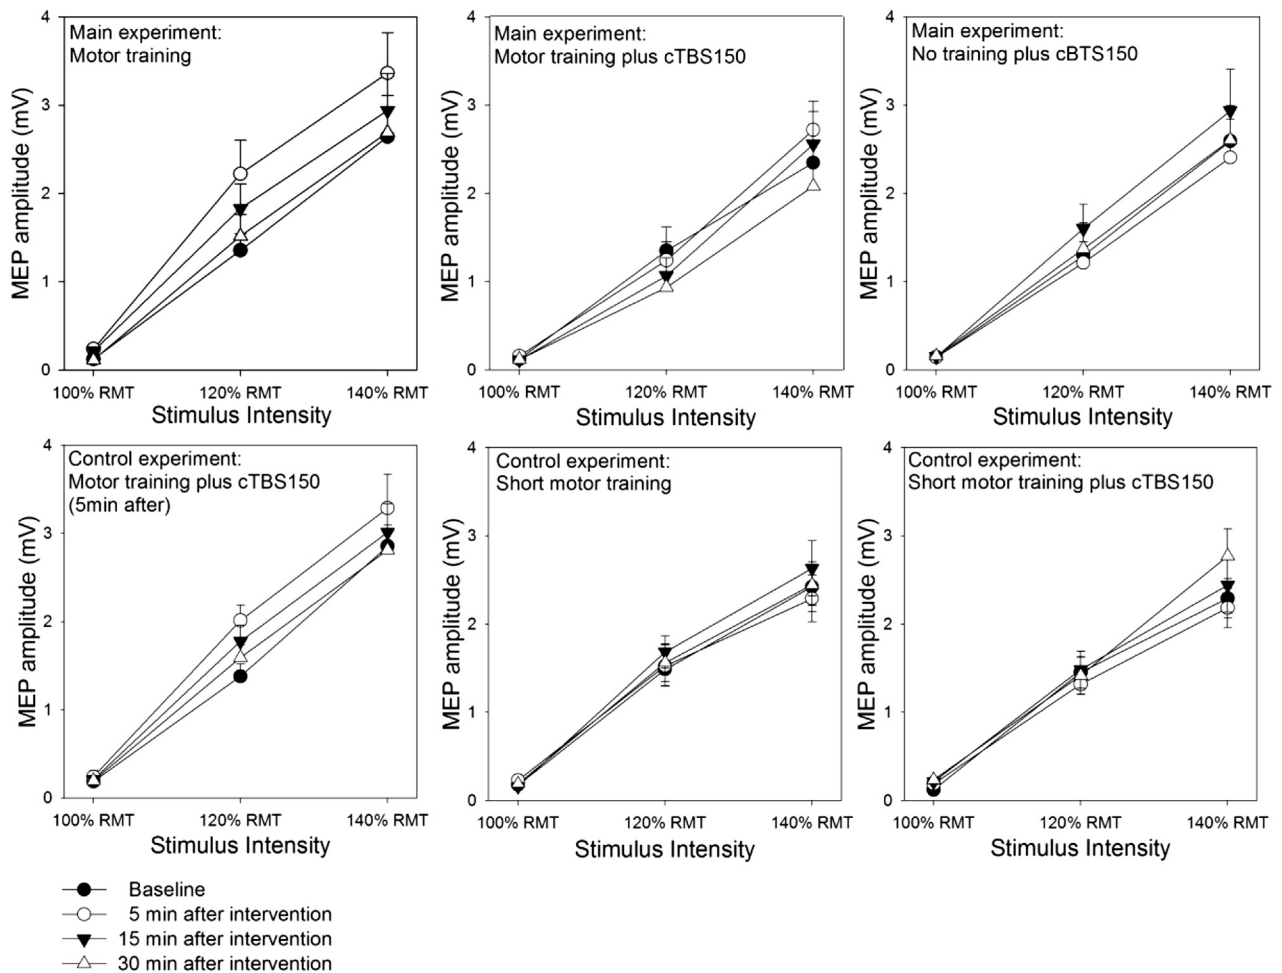 Main experiment:
Motor training
4
3
2
1
0
MEP amplitude (mV)
100% RMT 120% RMT 140% RMT
Stimulus Intensity
Main experiment:
Motor training plus cTBS150
4
3
2
1
0
MEP amplitude (mV)
100% RMT 120% RMT 140% RMT
Stimulus Intensity
Main experiment:
No training plus cBTS150
4
3
2
1
0
MEP amplitude (mV)
100% RMT 120% RMT 140% RMT
Stimulus Intensity
Control experiment:
Motor training plus cTBS150
(5min after)
4
3
2
1
0
MEP amplitude (mV)
100% RMT 120% RMT 140% RMT
Stimulus Intensity
Control experiment:
Short motor training
4
3
2
1
0
MEP amplitude (mV)
100% RMT 120% RMT 140% RMT
Stimulus Intensity
Control experiment:
Short motor training plus cTBS150
4
3
2
1
0
MEP amplitude (mV)
100% RMT 120% RMT 140% RMT
Stimulus Intensity
Baseline
5 min after intervention
15 min after intervention
30 min after intervention